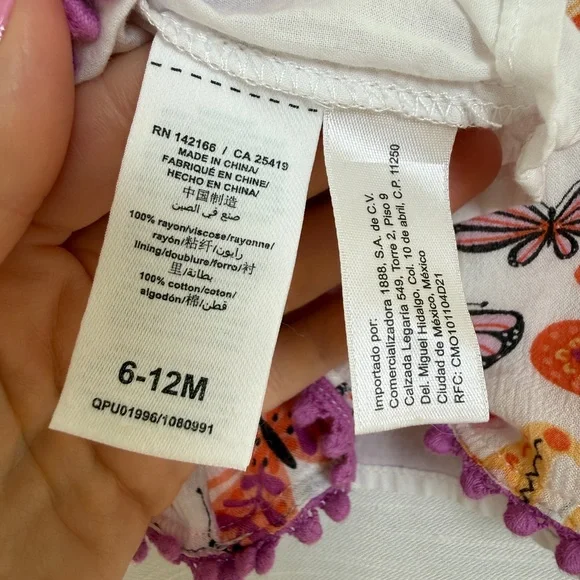 RN 142166 / CA 25419
MADE IN CHINA/
FABRIQUÉ EN CHINE/
HECHO EN CHINA/
中国制造
صنع في الصين
100% rayon/viscose/rayonne/
rayón/粘纤/رايون/
lining/doublure/forro/衬
里/بطانة/
100% cotton/coton/
algodón/棉/قطن/
6-12M
QPU01996/1080991
Importado por:
Comercializadora 1888, S.A. de C.V.
Calzada Legaria 549, Torre 2, Piso 9
Del. Miguel Hidalgo, Col. 10 de abril, C.P. 11250
Ciudad de México, México
RFC: CMO101104D21